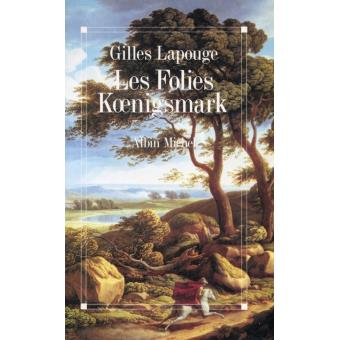 Gilles Lapouge
Les Folies
Kœnigsmark
Albin Michel